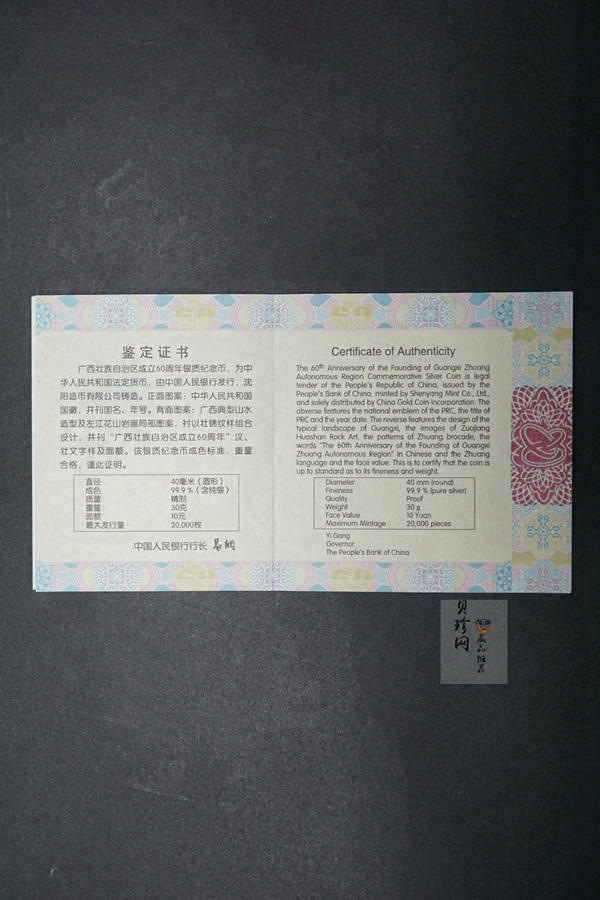 鉴定证书
广西壮族自治区成立60周年银质纪念币，为中
华人民共和国法定货币，由中国人民银行发行，沈
阳造币有限公司铸造。正面图案：中华人民共和国
国徽，并刊国名、年号。背面图案：广西典型山水
造型及左江花山岩画局部图案，衬以壮锦纹样组合
设计，并刊“广西壮族自治区成立60周年”汉、
壮文字样及面额。该银质纪念币成色标准，重量
合格，谨此证明。
直径 40毫米（圆形）
成色 99.9％（含纯银）
质量 精制
重量 30克
面额 10元
最大发行量 20,000枚
中国人民银行行长 易纲
Certificate of Authenticity
The 60th Anniversary of the Founding of Guangxi Zhuang
Autonomous Region Commemorative Silver Coin is legal
tender of the People's Republic of China, issued by the
People's Bank of China, minted by Shenyang Mint Co., Ltd.,
and solely distributed by China Gold Coin Incorporation. The
obverse features the national emblem of the PRC, the title of
PRC and the year date. The reverse features the design of the
typical landscape of Guangxi, the images of Zuojiang
Huashan Rock Art, the patterns of Zhuang brocade, the
words "The 60th Anniversary of the Founding of Guangxi
Zhuang Autonomous Region" in Chinese and the Zhuang
language and the face value. This is to certify that the coin is
up to standard as to its fineness and weight.
Diameter 40 mm (round)
Fineness 99.9 % (pure silver)
Quality Proof
Weight 30 g
Face Value 10 Yuan
Maximum Mintage 20,000 pieces
Yi Gang
Governor
The People's Bank of China
贝珍网
藏品推荐